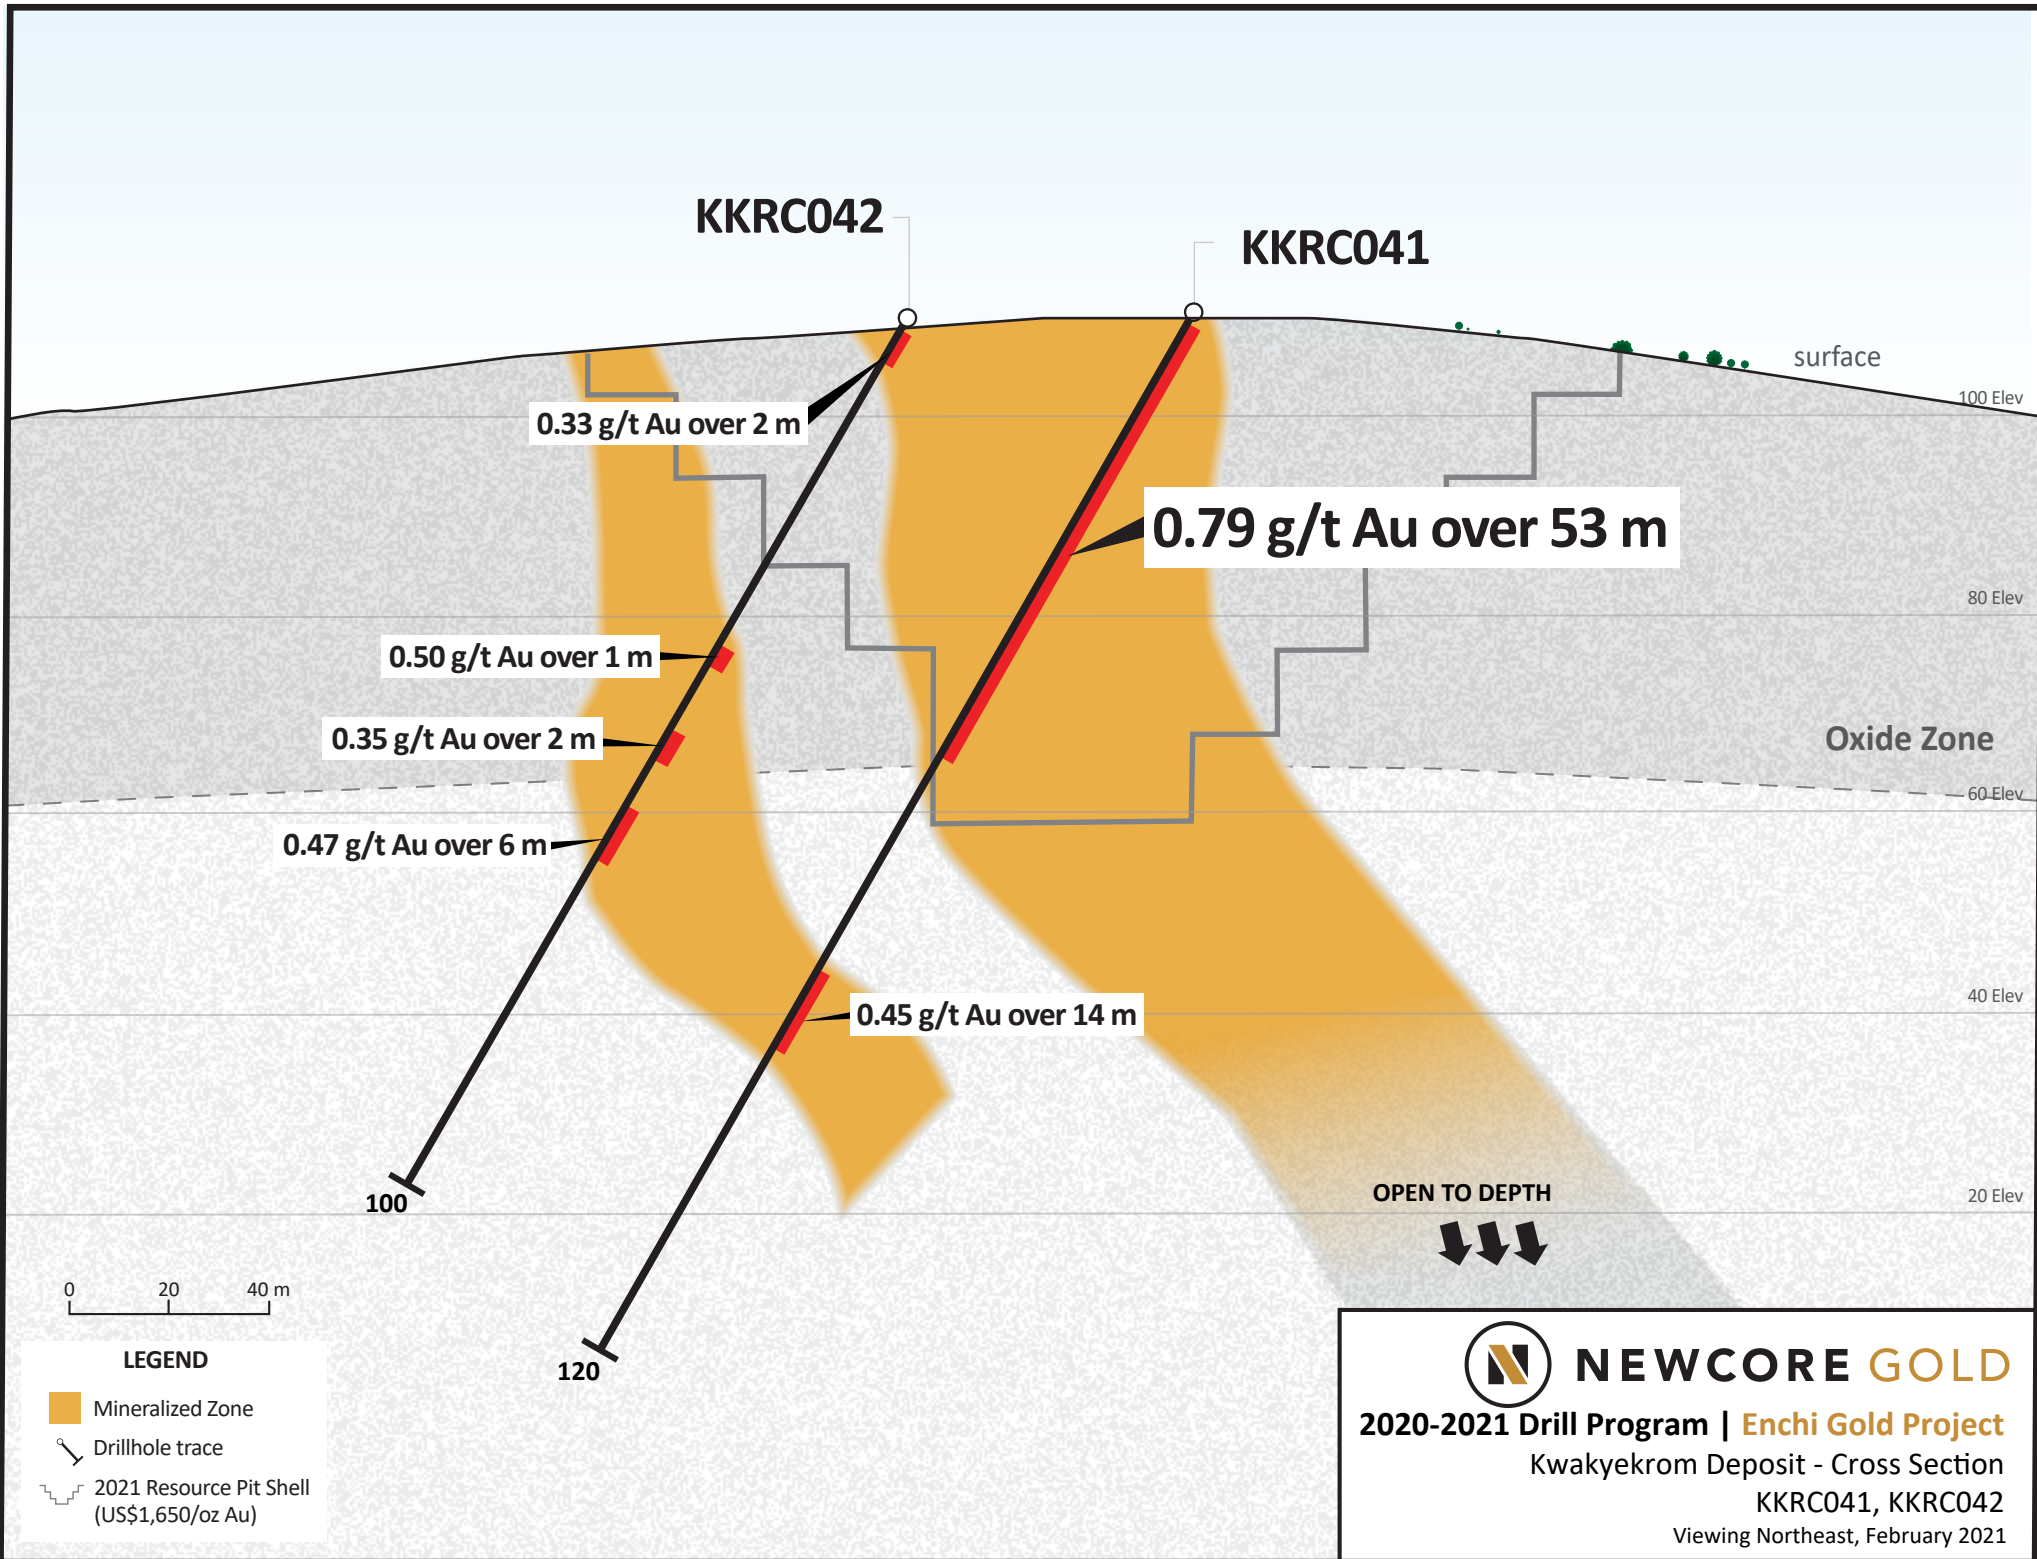 KKRC042
KKRC041
surface
100 Elev
0.33 g/t Au over 2 m
0.79 g/t Au over 53 m
80 Elev
0.50 g/t Au over 1 m
0.35 g/t Au over 2 m
Oxide Zone
60 Elev
0.47 g/t Au over 6 m
40 Elev
0.45 g/t Au over 14 m
OPEN TO DEPTH
20 Elev
100
120
0 20 40 m
LEGEND
Mineralized Zone
Drillhole trace
2021 Resource Pit Shell
(US$1,650/oz Au)
N NEWCORE GOLD
2020-2021 Drill Program | Enchi Gold Project
Kwakyekrom Deposit - Cross Section
KKRC041, KKRC042
Viewing Northeast, February 2021